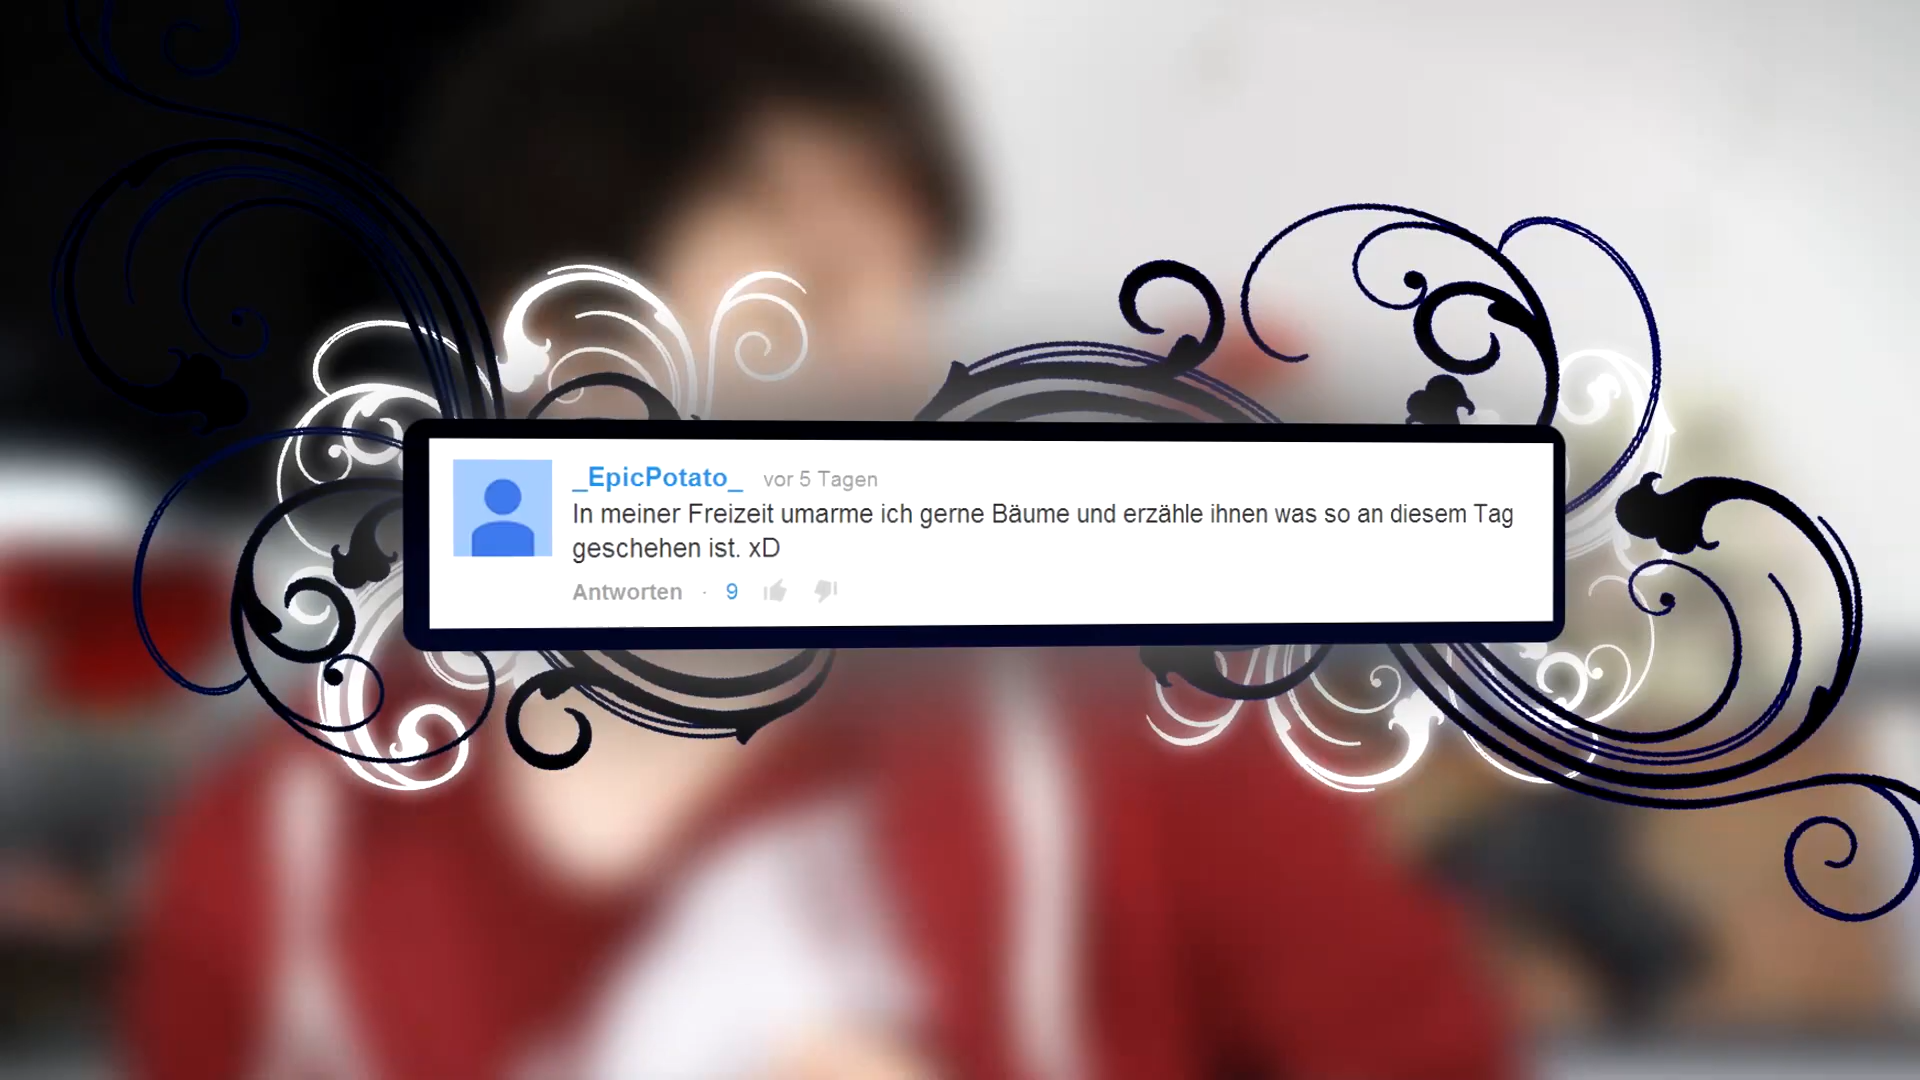 _EpicPotato_ vor 5 Tagen
In meiner Freizeit umarme ich gerne Bäume und erzähle ihnen was so an diesem Tag
geschehen ist. xD
Antworten · 9